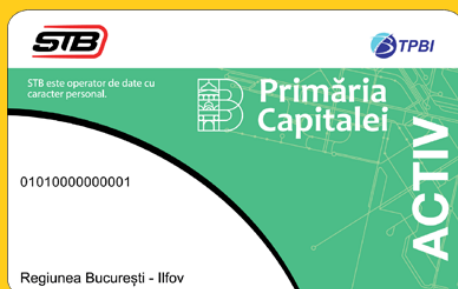 STB
TPBI
STB este operator de date cu
caracter personal.
Primăria
Capitalei
ACTIV
01010000000001
Regiunea București - Ilfov